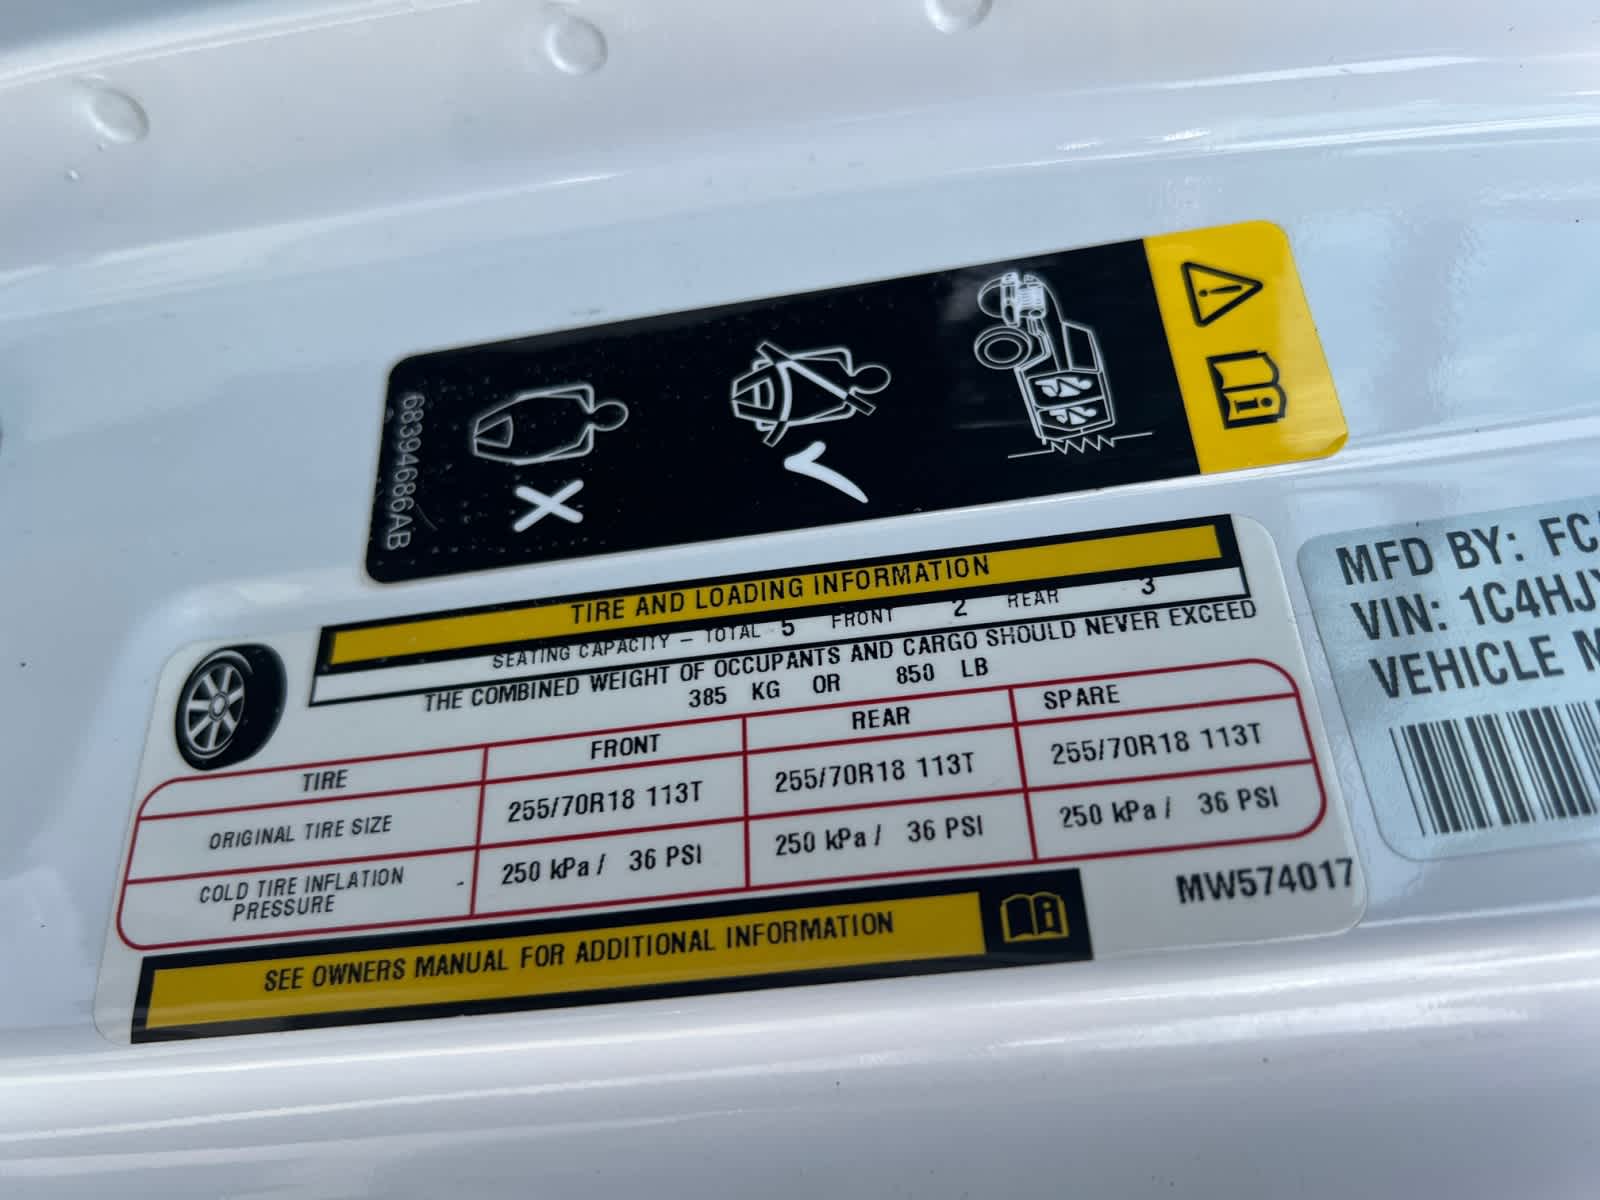 68394686AB
TIRE AND LOADING INFORMATION
SEATING CAPACITY – TOTAL 5 FRONT 2 REAR 3
THE COMBINED WEIGHT OF OCCUPANTS AND CARGO SHOULD NEVER EXCEED
385 KG OR 850 LB
TIRE FRONT REAR SPARE
ORIGINAL TIRE SIZE 255/70R18 113T 255/70R18 113T 255/70R18 113T
COLD TIRE INFLATION
PRESSURE 250 kPa / 36 PSI 250 kPa / 36 PSI 250 kPa / 36 PSI
SEE OWNERS MANUAL FOR ADDITIONAL INFORMATION
MW574017
MFD BY: FC
VIN: 1C4HJ
VEHICLE